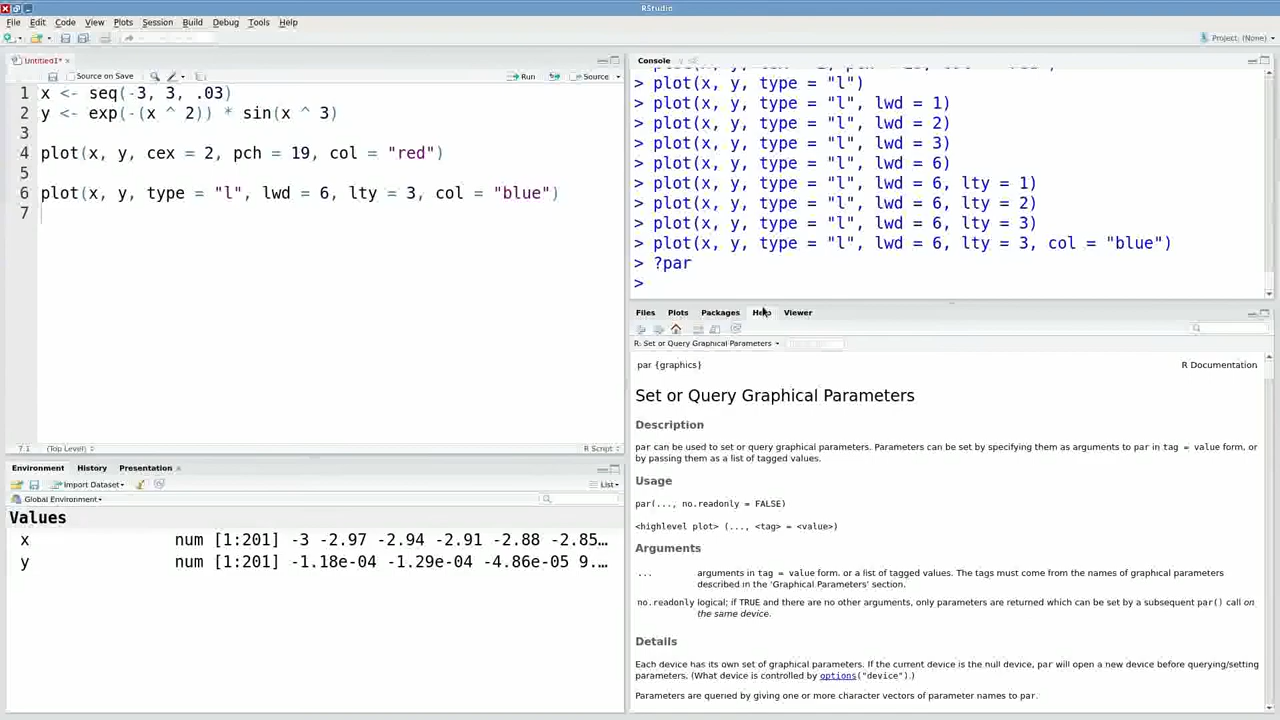 RStudio
File Edit Code View Plots Session Build Debug Tools Help
Project: (None)
Untitled1*
Source on Save Run Source
1 x <- seq(-3, 3, .03)
2 y <- exp(-(x ^ 2)) * sin(x ^ 3)
3
4 plot(x, y, cex = 2, pch = 19, col = "red")
5
6 plot(x, y, type = "l", lwd = 6, lty = 3, col = "blue")
7
7:1 (Top Level) R Script
Environment History Presentation
Import Dataset List
Global Environment
Values
x num [1:201] -3 -2.97 -2.94 -2.91 -2.88 -2.85…
y num [1:201] -1.18e-04 -1.29e-04 -4.86e-05 9.…
Console
> plot(x, y, type = "l")
> plot(x, y, type = "l", lwd = 1)
> plot(x, y, type = "l", lwd = 2)
> plot(x, y, type = "l", lwd = 3)
> plot(x, y, type = "l", lwd = 6)
> plot(x, y, type = "l", lwd = 6, lty = 1)
> plot(x, y, type = "l", lwd = 6, lty = 2)
> plot(x, y, type = "l", lwd = 6, lty = 3)
> plot(x, y, type = "l", lwd = 6, lty = 3, col = "blue")
> ?par
>
Files Plots Packages Help Viewer
R: Set or Query Graphical Parameters
par {graphics} R Documentation
Set or Query Graphical Parameters
Description
par can be used to set or query graphical parameters. Parameters can be set by specifying them as arguments to par in tag = value form, or
by passing them as a list of tagged values.
Usage
par(..., no.readonly = FALSE)
<highlevel plot> (..., <tag> = <value>)
Arguments
... arguments in tag = value form, or a list of tagged values. The tags must come from the names of graphical parameters
described in the 'Graphical Parameters' section.
no.readonly logical; if TRUE and there are no other arguments, only parameters are returned which can be set by a subsequent par() call on
the same device.
Details
Each device has its own set of graphical parameters. If the current device is the null device, par will open a new device before querying/setting
parameters. (What device is controlled by options("device").)
Parameters are queried by giving one or more character vectors of parameter names to par.